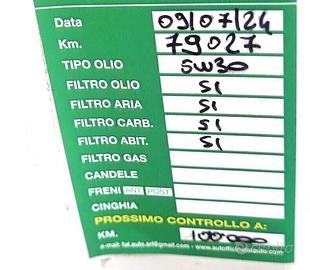 Data 09/07/24
Km. 79027
TIPO OLIO 5W30
FILTRO OLIO SI
FILTRO ARIA SI
FILTRO CARB. SI
FILTRO ABIT. SI
FILTRO GAS
CANDELE
FRENI ANT. POST.
CINGHIA
PROSSIMO CONTROLLO A:
KM. 100000